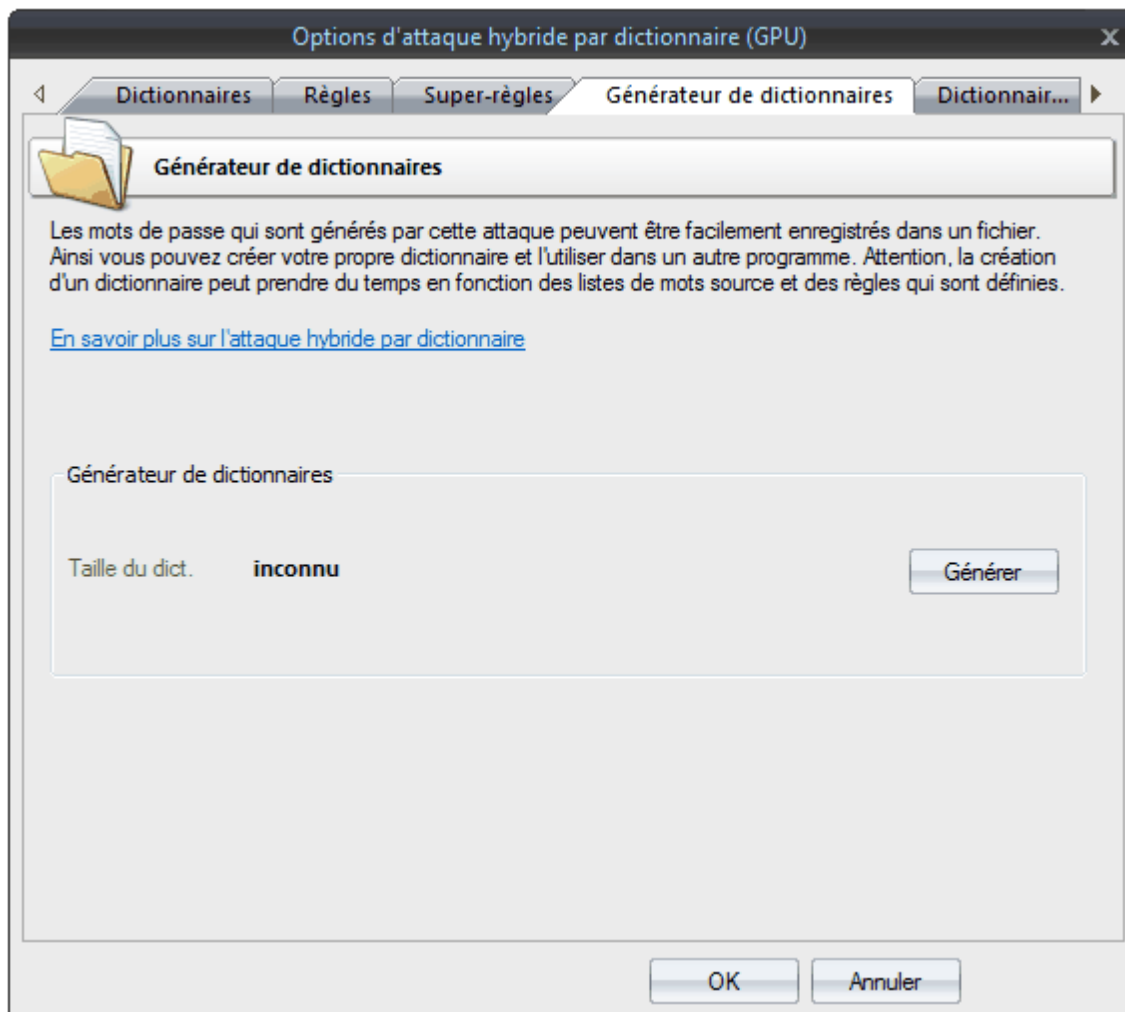 Options d'attaque hybride par dictionnaire (GPU)
Dictionnaires Règles Super-règles Générateur de dictionnaires Dictionnair...
Générateur de dictionnaires
Les mots de passe qui sont générés par cette attaque peuvent être facilement enregistrés dans un fichier.
Ainsi vous pouvez créer votre propre dictionnaire et l'utiliser dans un autre programme. Attention, la création
d'un dictionnaire peut prendre du temps en fonction des listes de mots source et des règles qui sont définies.
En savoir plus sur l'attaque hybride par dictionnaire
Générateur de dictionnaires
Taille du dict. inconnu Générer
OK Annuler